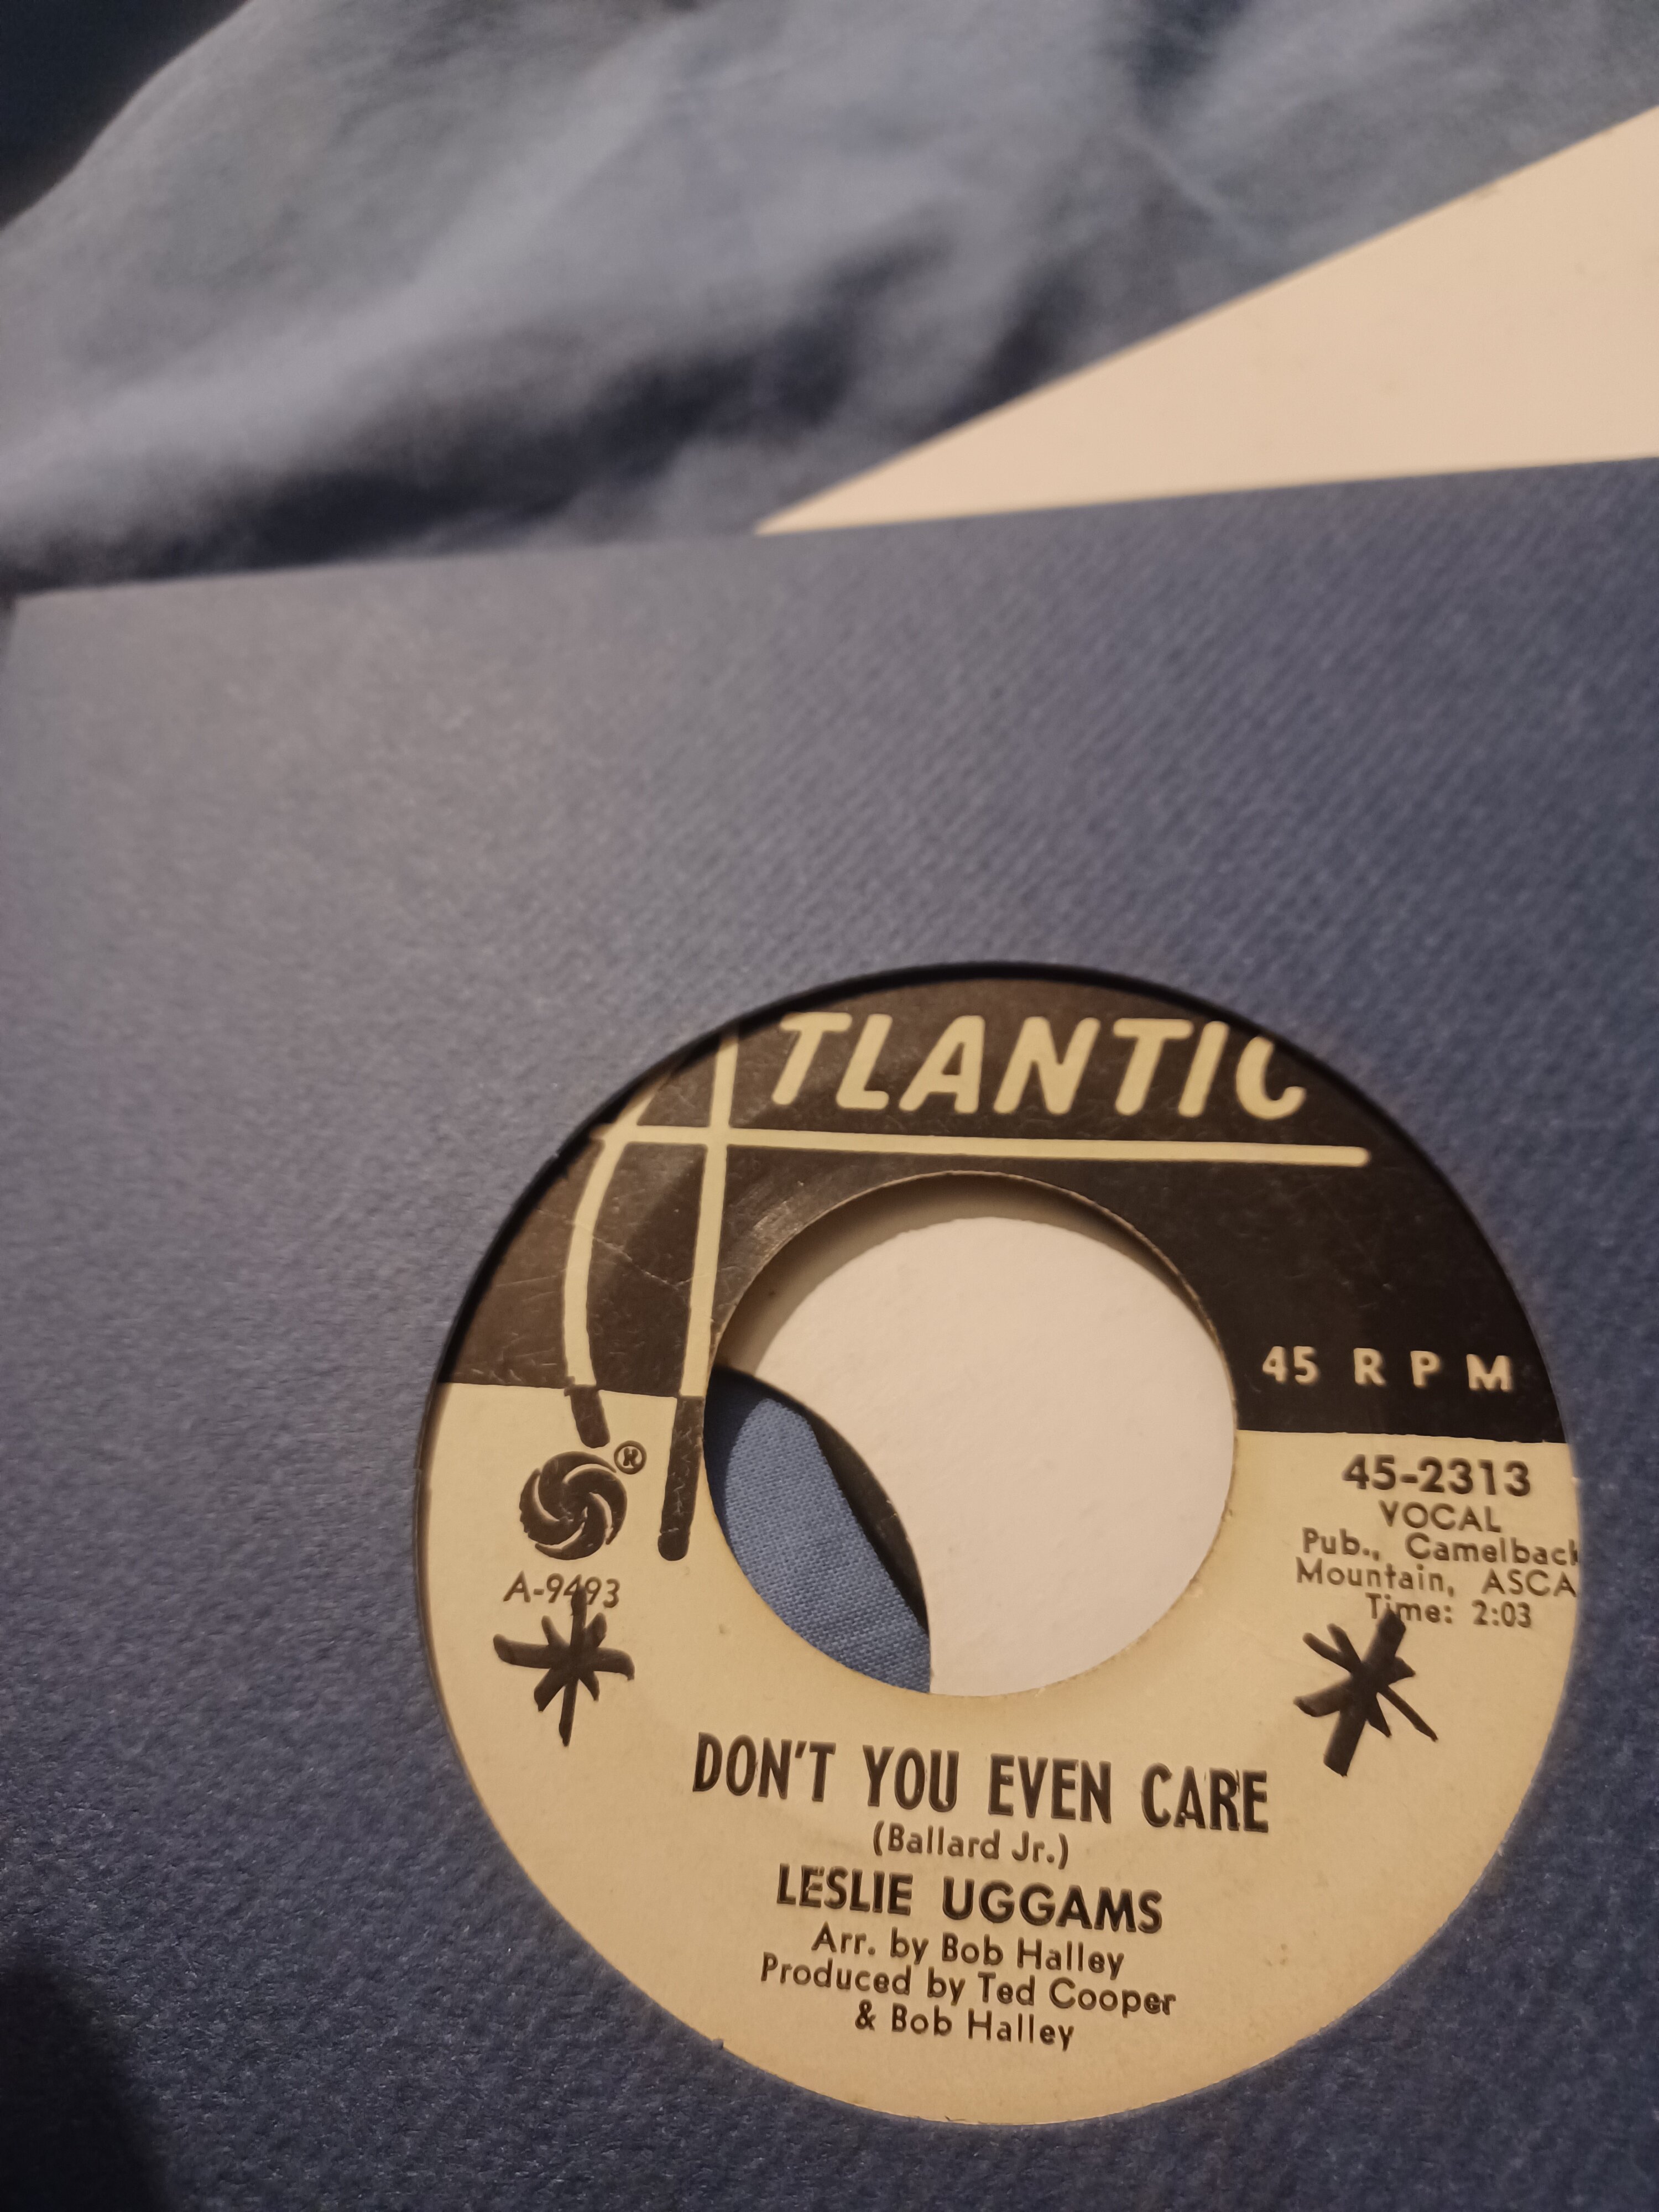 ATLANTIC
45 RPM
®
A-9493
45-2313
VOCAL
Pub., Camelback
Mountain, ASCA
Time: 2:03
DON'T YOU EVEN CARE
(Ballard Jr.)
LESLIE UGGAMS
Arr. by Bob Halley
Produced by Ted Cooper
& Bob Halley